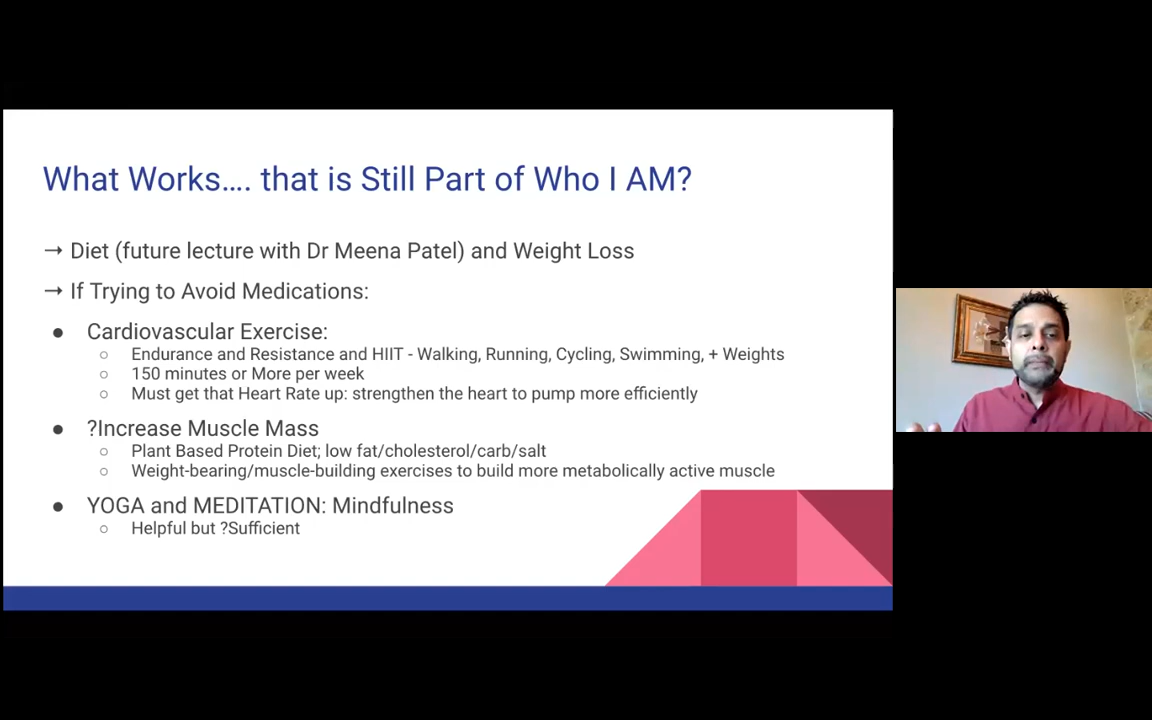 What Works…. that is Still Part of Who I AM?
→ Diet (future lecture with Dr Meena Patel) and Weight Loss
→ If Trying to Avoid Medications:
● Cardiovascular Exercise:
○ Endurance and Resistance and HIIT - Walking, Running, Cycling, Swimming, + Weights
○ 150 minutes or More per week
○ Must get that Heart Rate up: strengthen the heart to pump more efficiently
● ?Increase Muscle Mass
○ Plant Based Protein Diet; low fat/cholesterol/carb/salt
○ Weight-bearing/muscle-building exercises to build more metabolically active muscle
● YOGA and MEDITATION: Mindfulness
○ Helpful but ?Sufficient